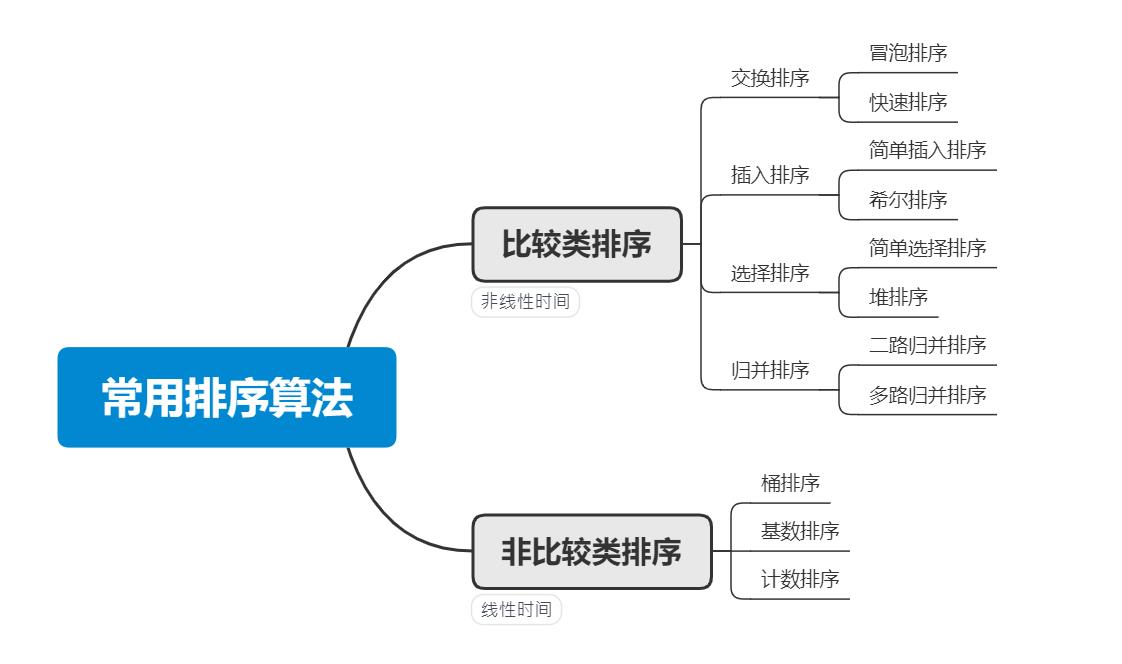 常用排序算法
比较类排序
非线性时间
交换排序
冒泡排序
快速排序
插入排序
简单插入排序
希尔排序
选择排序
简单选择排序
堆排序
归并排序
二路归并排序
多路归并排序
非比较类排序
线性时间
桶排序
基数排序
计数排序